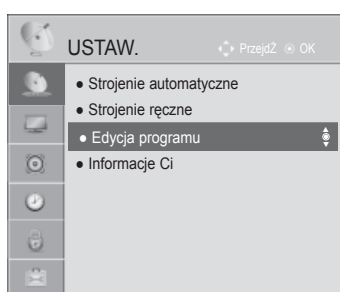 USTAW.
PrzejdŹ OK
● Strojenie automatyczne
● Strojenie ręczne
● Edycja programu
● Informacje Ci